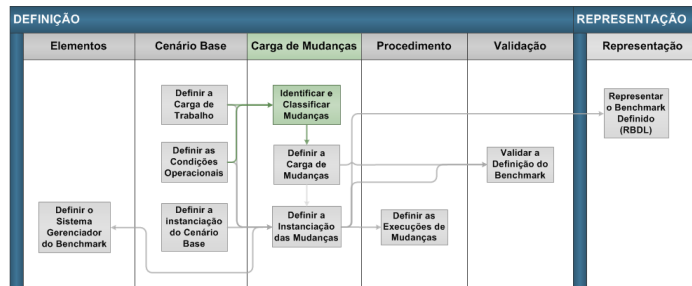 DEFINIÇÃO
REPRESENTAÇÃO
Elementos
Cenário Base
Carga de Mudanças
Procedimento
Validação
Representação
Definir a
Carga de
Trabalho
Identificar e
Classificar
Mudanças
Representar
o Benchmark
Definido
(RBDL)
Definir as
Condições
Operacionais
Definir a
Carga de
Mudanças
Validar a
Definição do
Benchmark
Definir o
Sistema
Gerenciador
do Benchmark
Definir a
instanciação
do Cenário
Base
Definir a
Instanciação
das Mudanças
Definir as
Execuções de
Mudanças